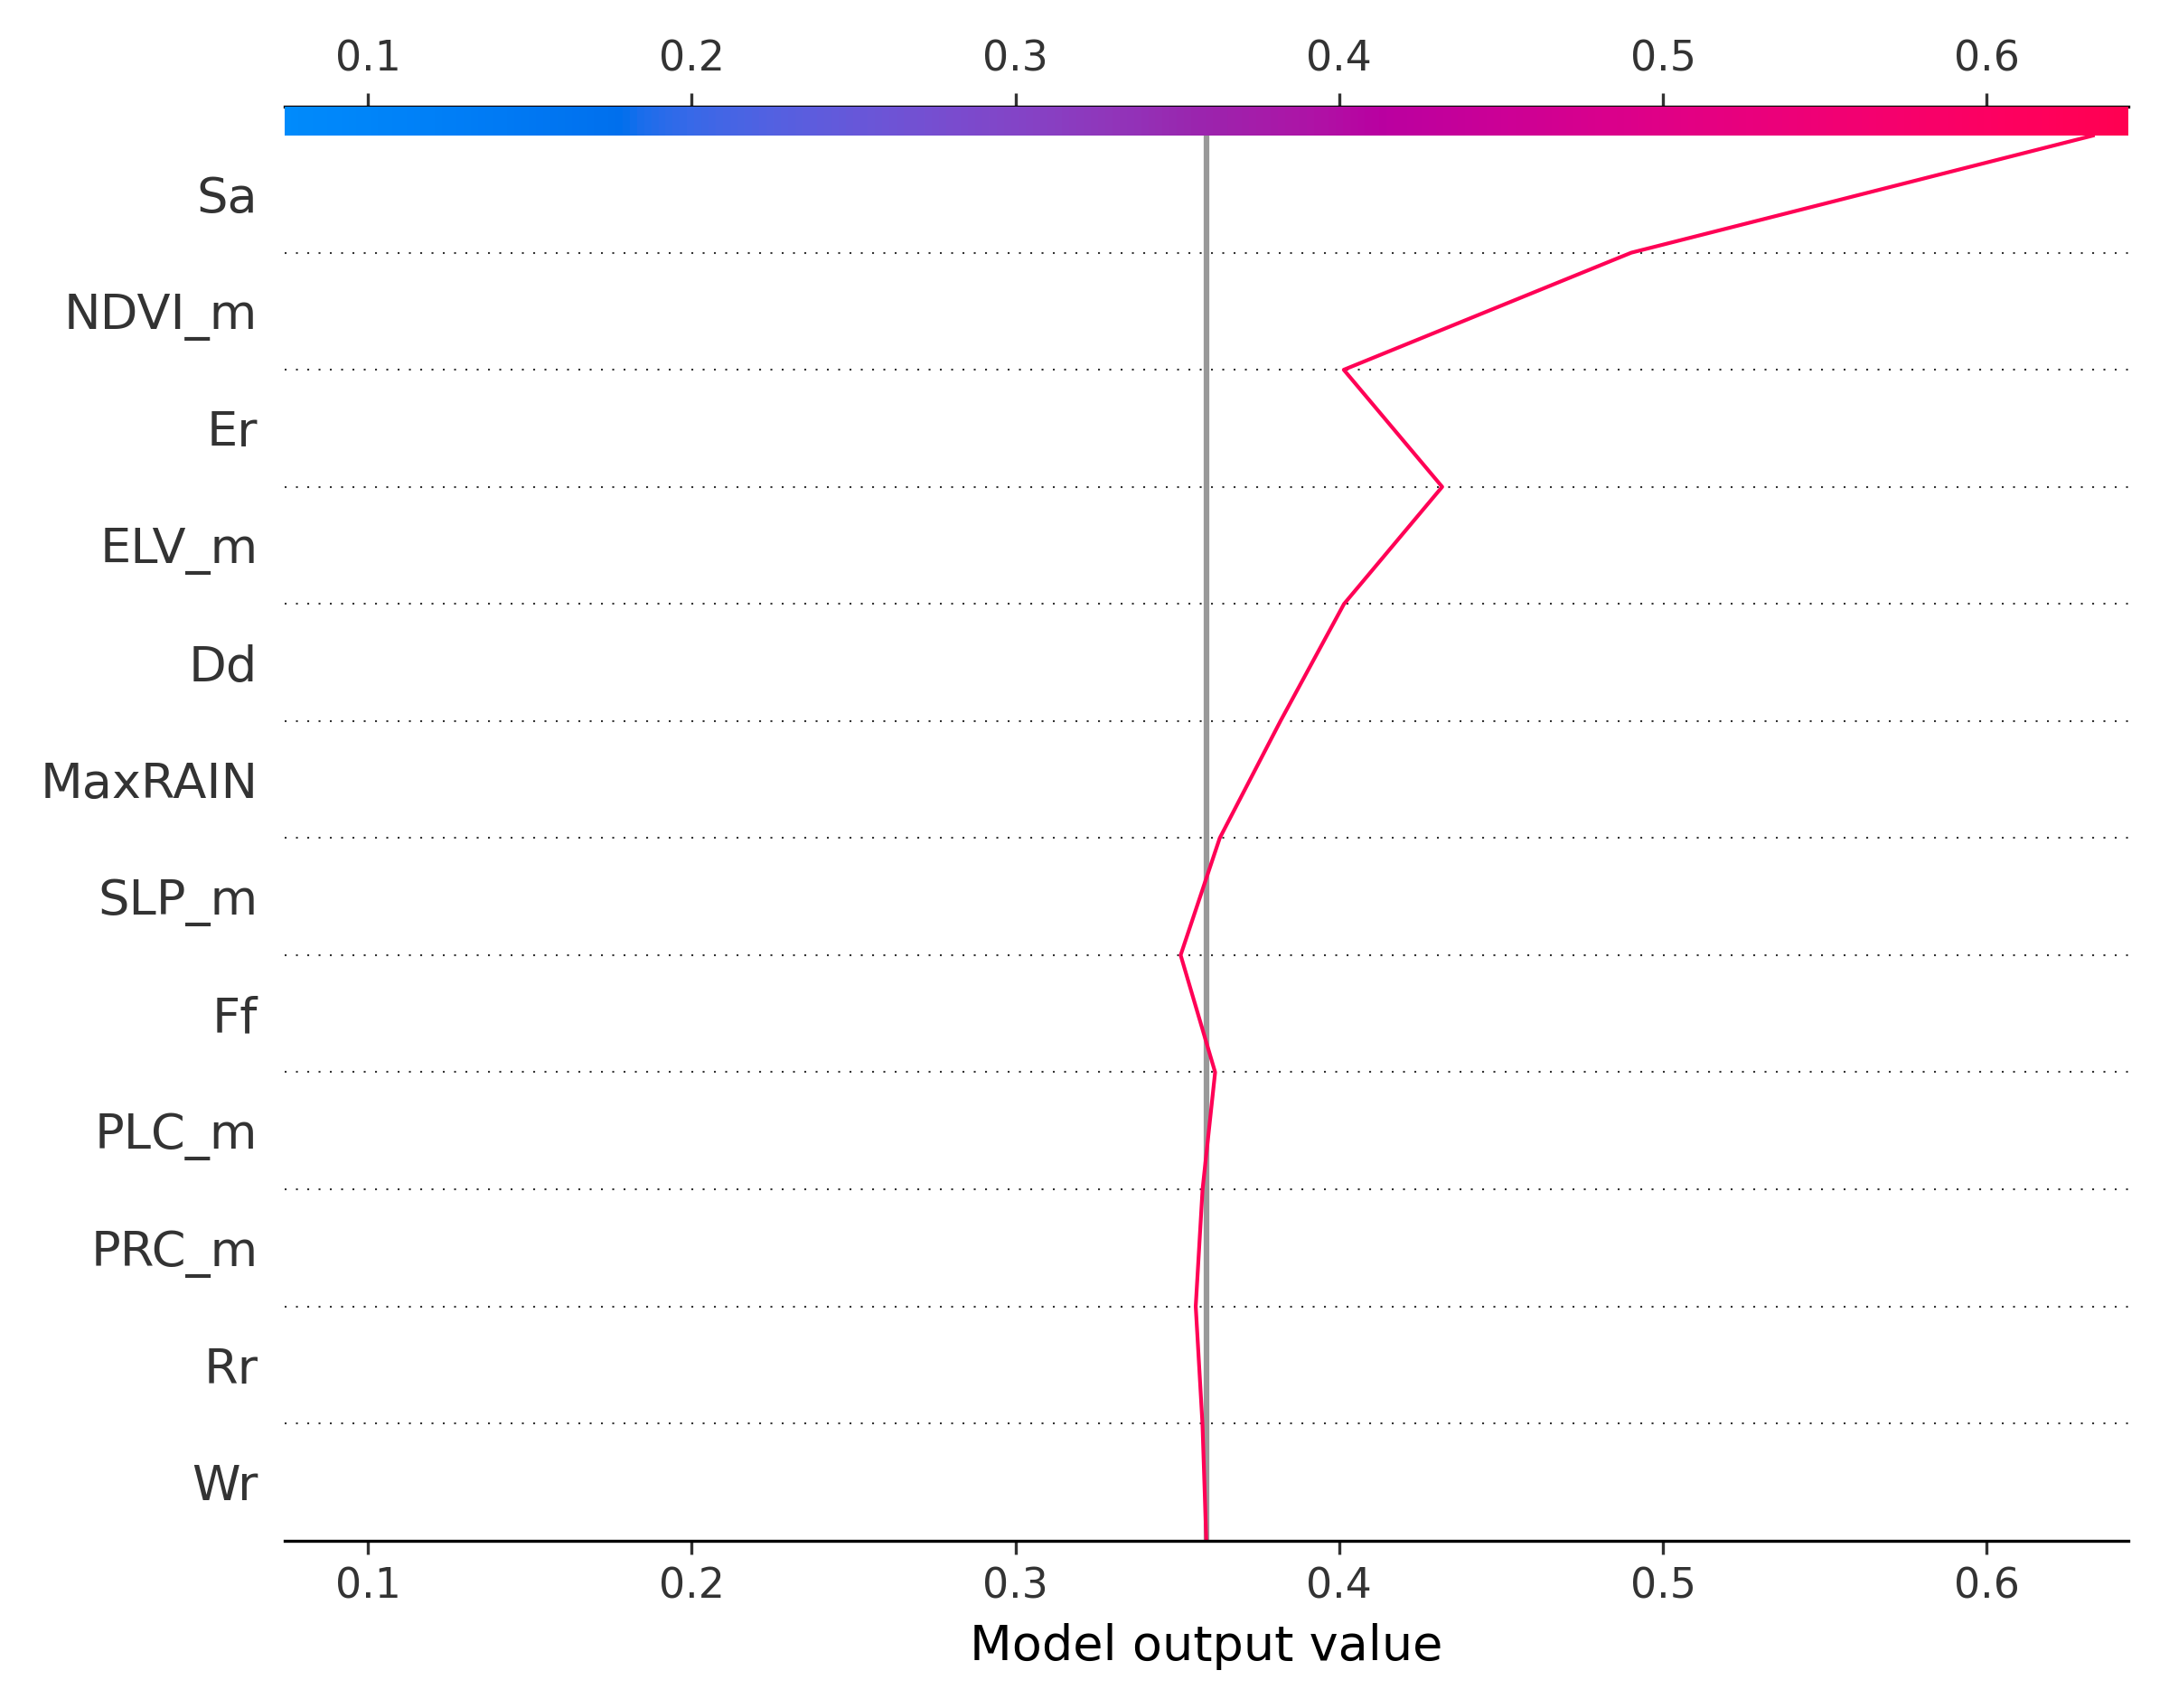 0.1 0.2 0.3 0.4 0.5 0.6
Sa
NDVI_m
Er
ELV_m
Dd
MaxRAIN
SLP_m
Ff
PLC_m
PRC_m
Rr
Wr
0.1 0.2 0.3 0.4 0.5 0.6
Model output value